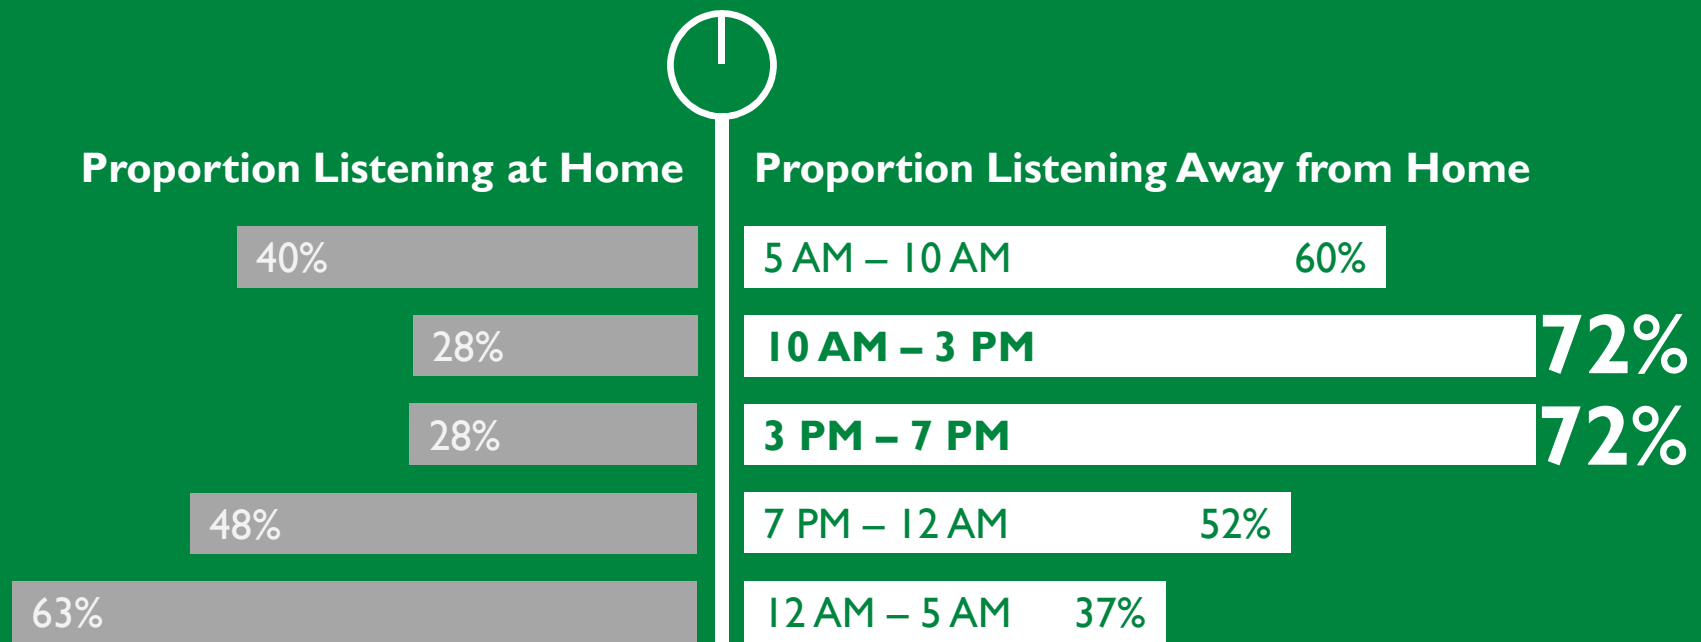 Proportion Listening at Home Proportion Listening Away from Home
40% 5 AM – 10 AM 60%
28% 10 AM – 3 PM 72%
28% 3 PM – 7 PM 72%
48% 7 PM – 12 AM 52%
63% 12 AM – 5 AM 37%